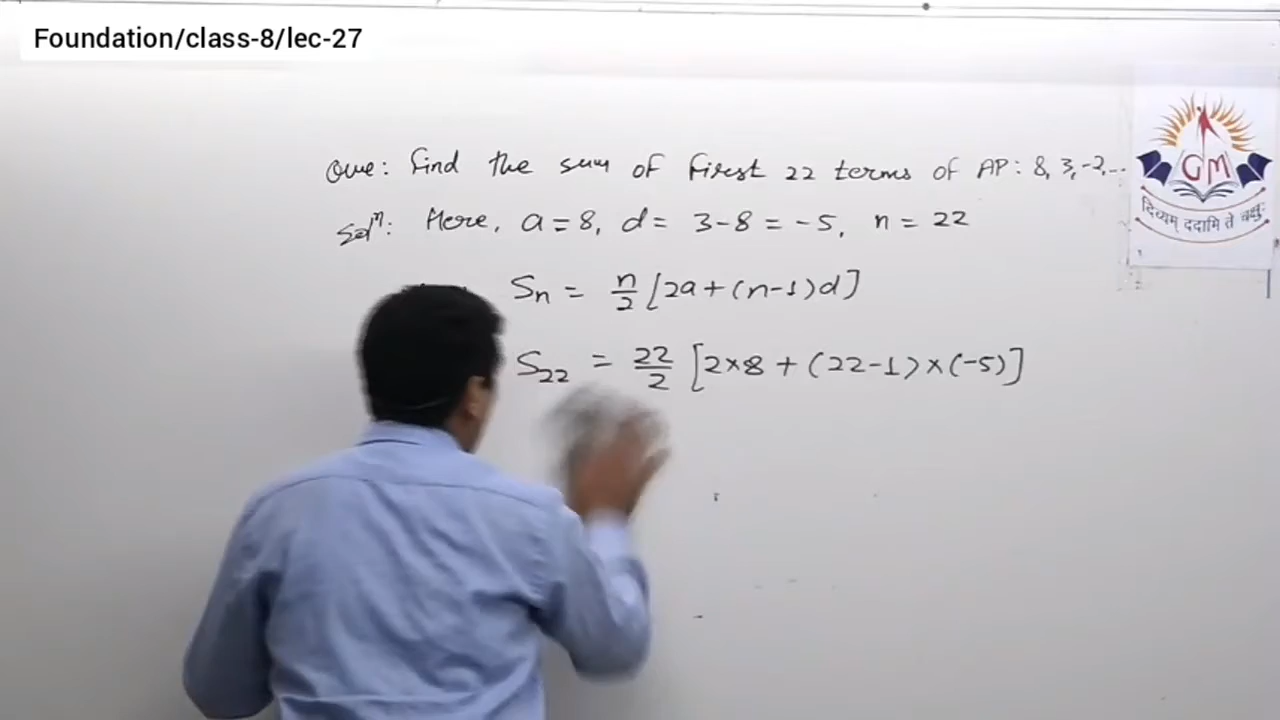 Foundation/class-8/lec-27
Que: Find the sum of first 22 terms of AP: 8, 3, -2,...
Solⁿ: Here, a = 8, d = 3-8 = -5, n = 22
Sn = n/2 [2a+(n-1)d]
S22 = 22/2 [2×8 + (22-1)×(-5)]
GM
दिव्यम् ददामि ते चक्षुः